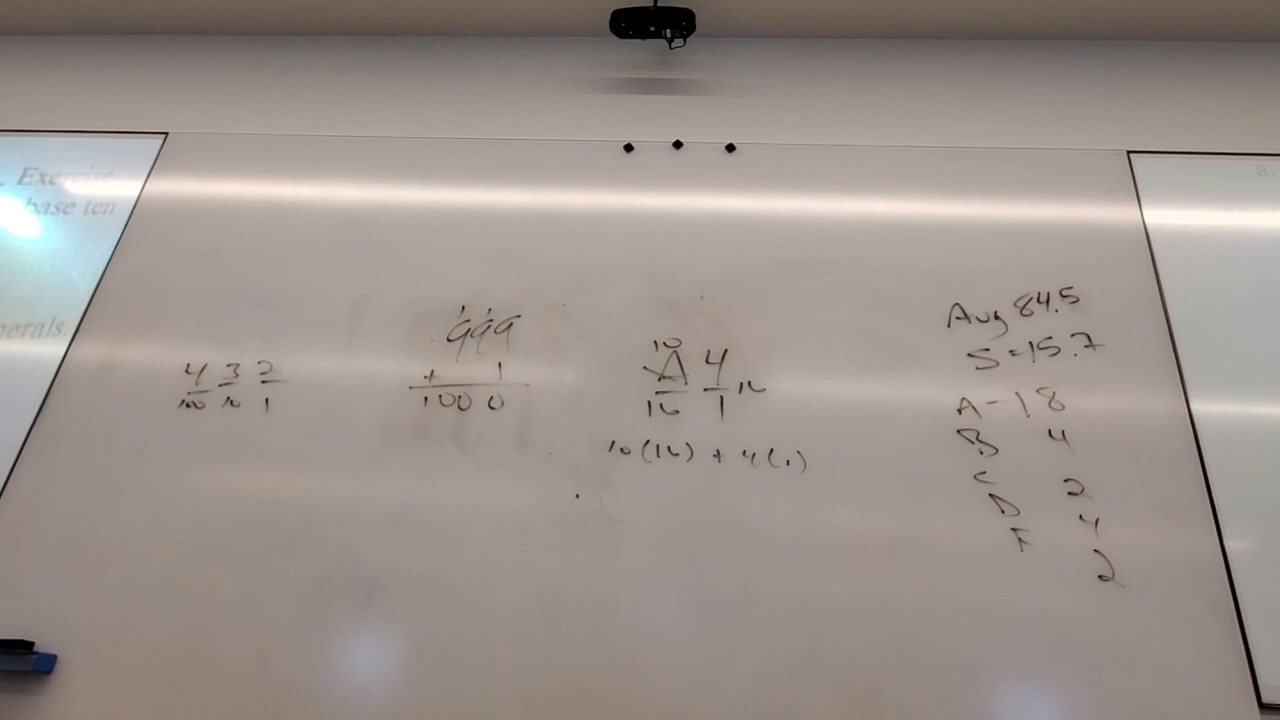 Exercise
base ten
nerals.
a.
4 3 2
100 10 1
999
+ 1
1000
10
A 4 16
16 1
10(16) + 4(1)
Avg 84.5
S=15.7
A-18
B 4
C 2
D 4
F 2